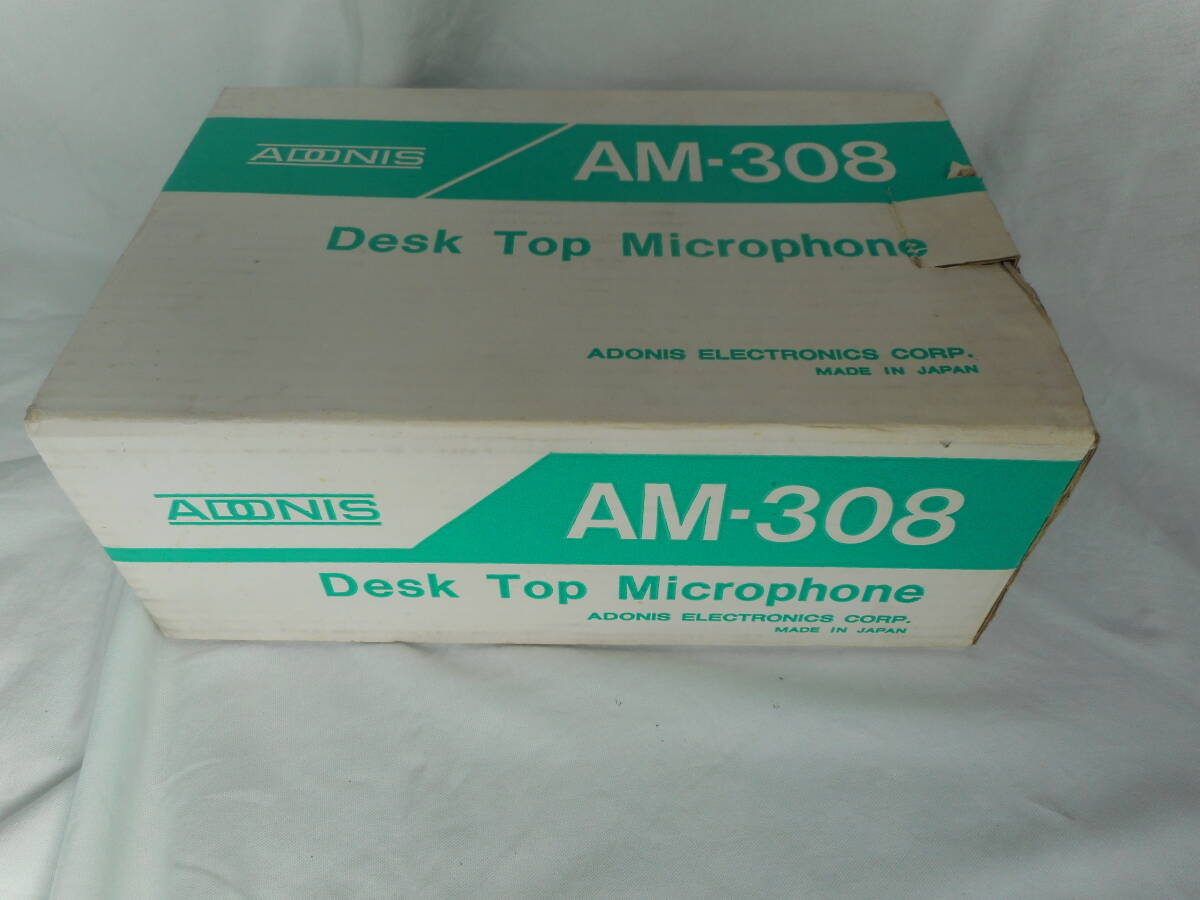 ADONIS
AM-308
Desk Top Microphone
ADONIS ELECTRONICS CORP.
MADE IN JAPAN
ADONIS
AM-308
Desk Top Microphone
ADONIS ELECTRONICS CORP.
MADE IN JAPAN